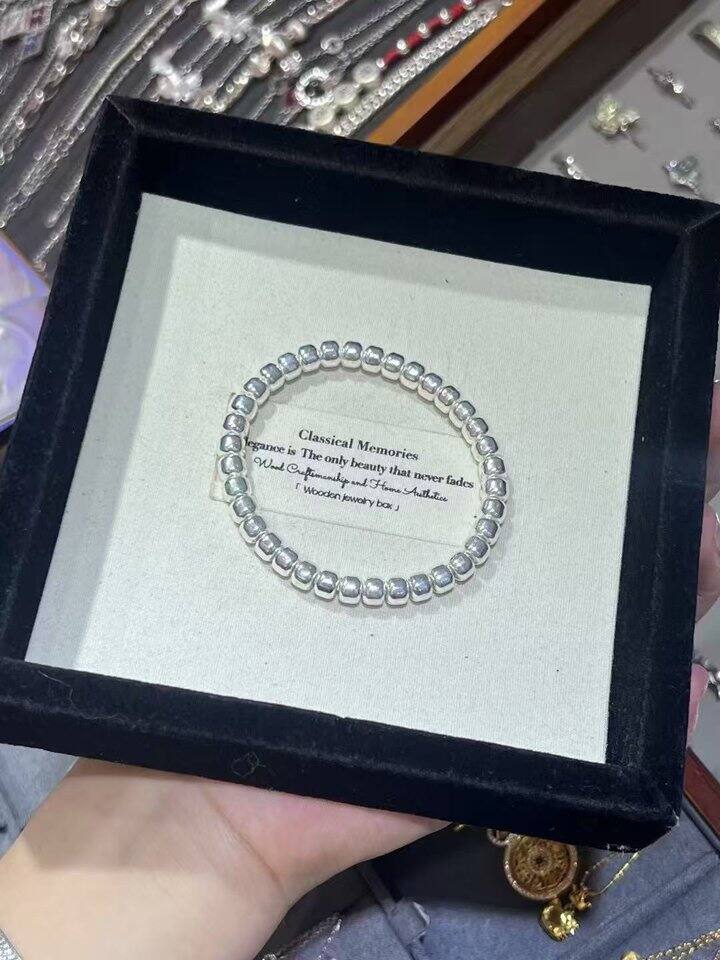 Classical Memories
legance is The only beauty that never fades
Wood Craftsmanship and Home Aesthetics
「 Wooden jewelry box 」